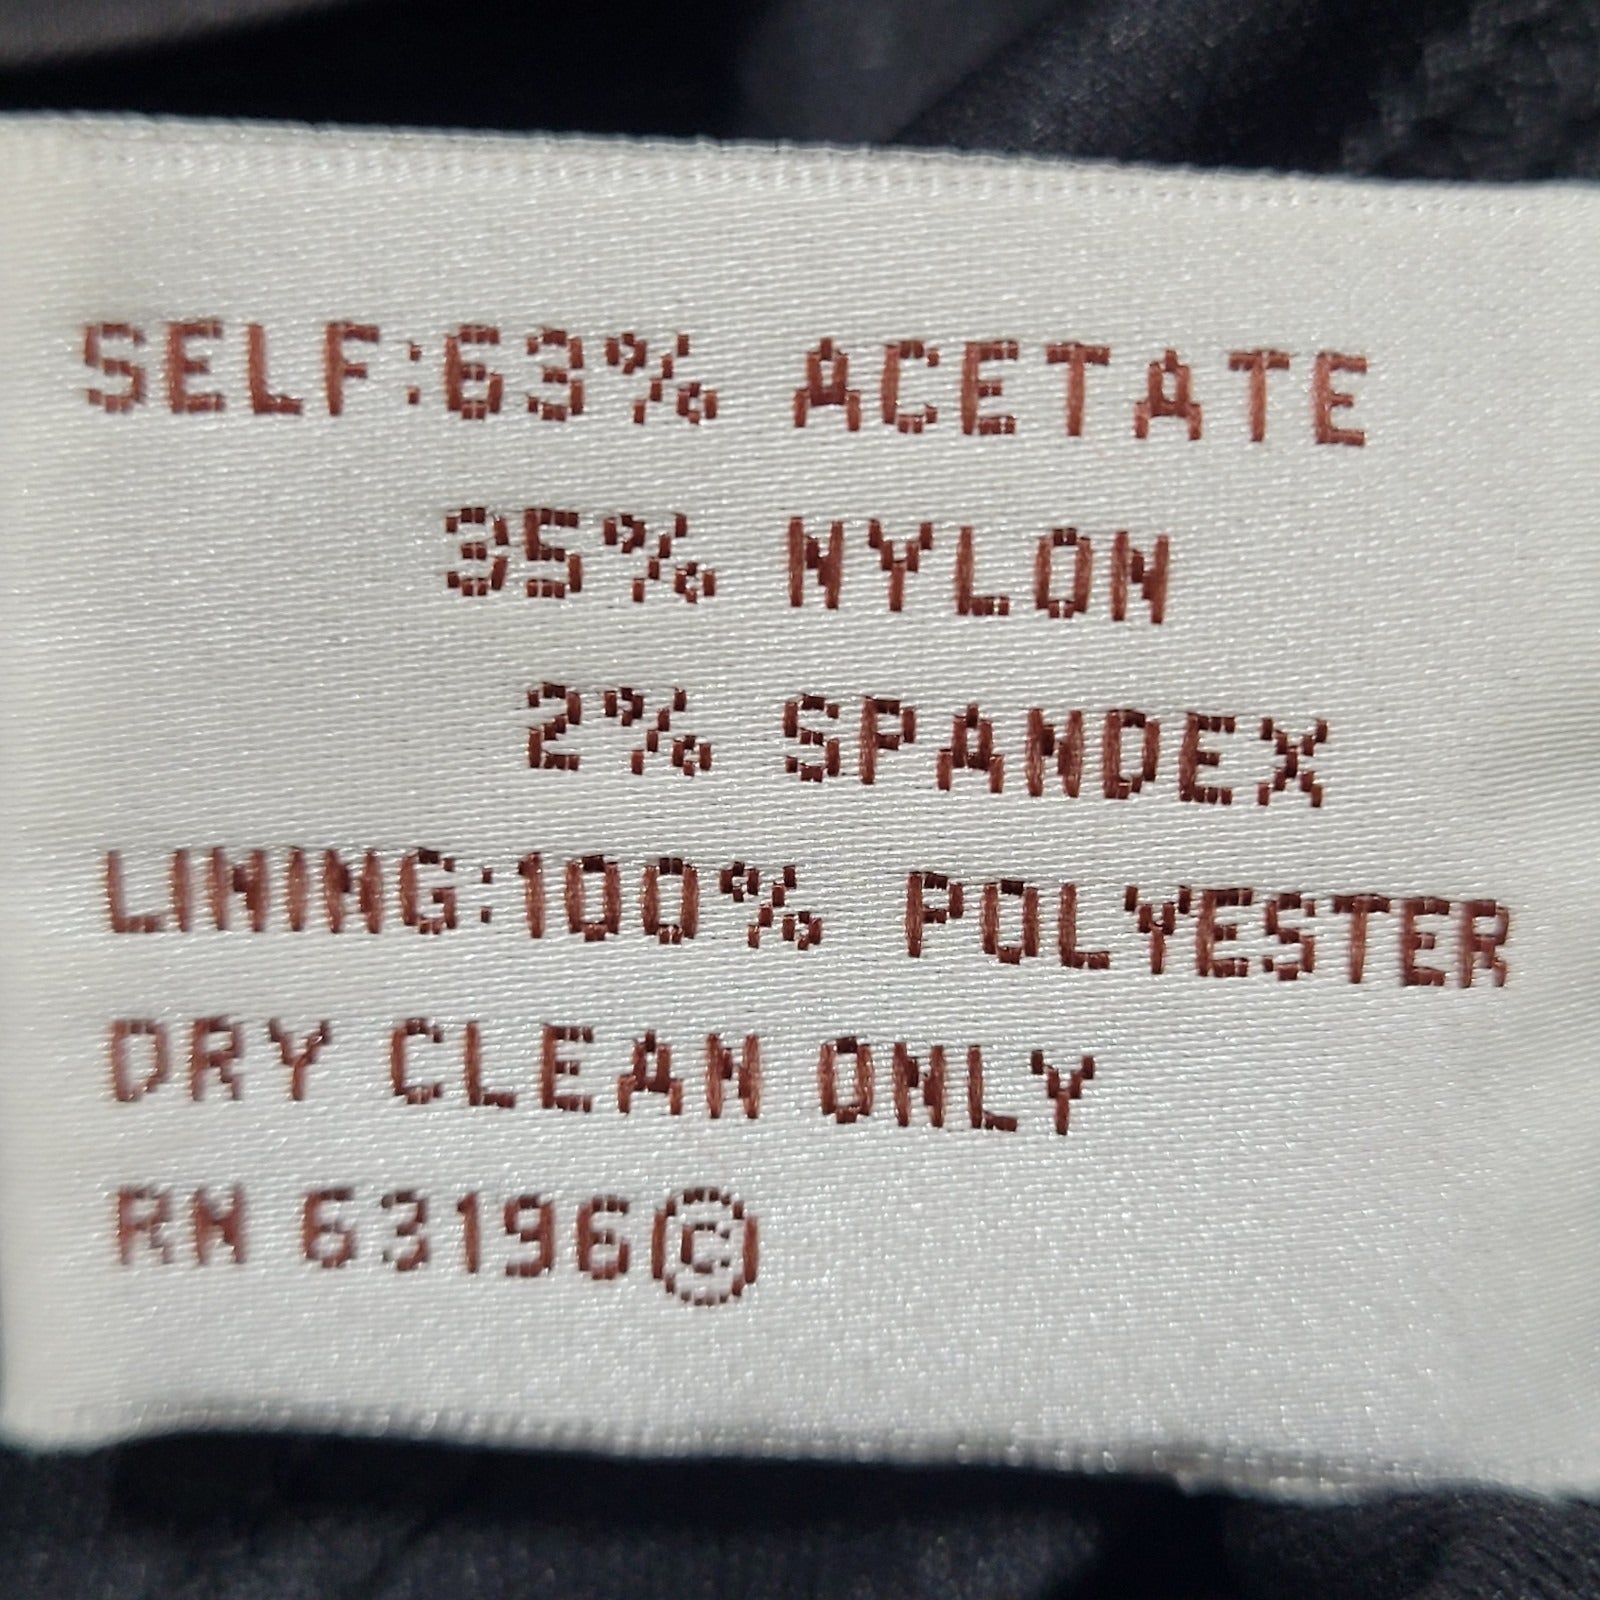 SELF:63% ACETATE
35% NYLON
2% SPANDEX
LINING:100% POLYESTER
DRY CLEAN ONLY
RN 63196©